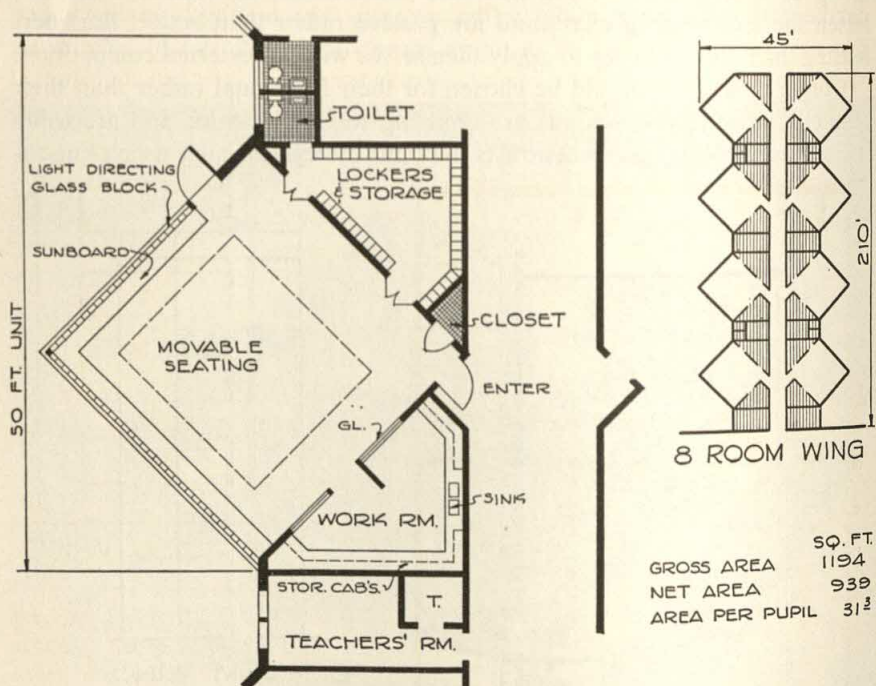 TOILET
LIGHT DIRECTING
GLASS BLOCK
SUNBOARD
LOCKERS
& STORAGE
CLOSET
MOVABLE
SEATING
50 FT. UNIT
ENTER
GL.
SINK
WORK RM.
STOR. CAB'S.
T.
TEACHERS' RM.
45'
210'
8 ROOM WING
SQ. FT.
GROSS AREA 1194
NET AREA 939
AREA PER PUPIL 31³